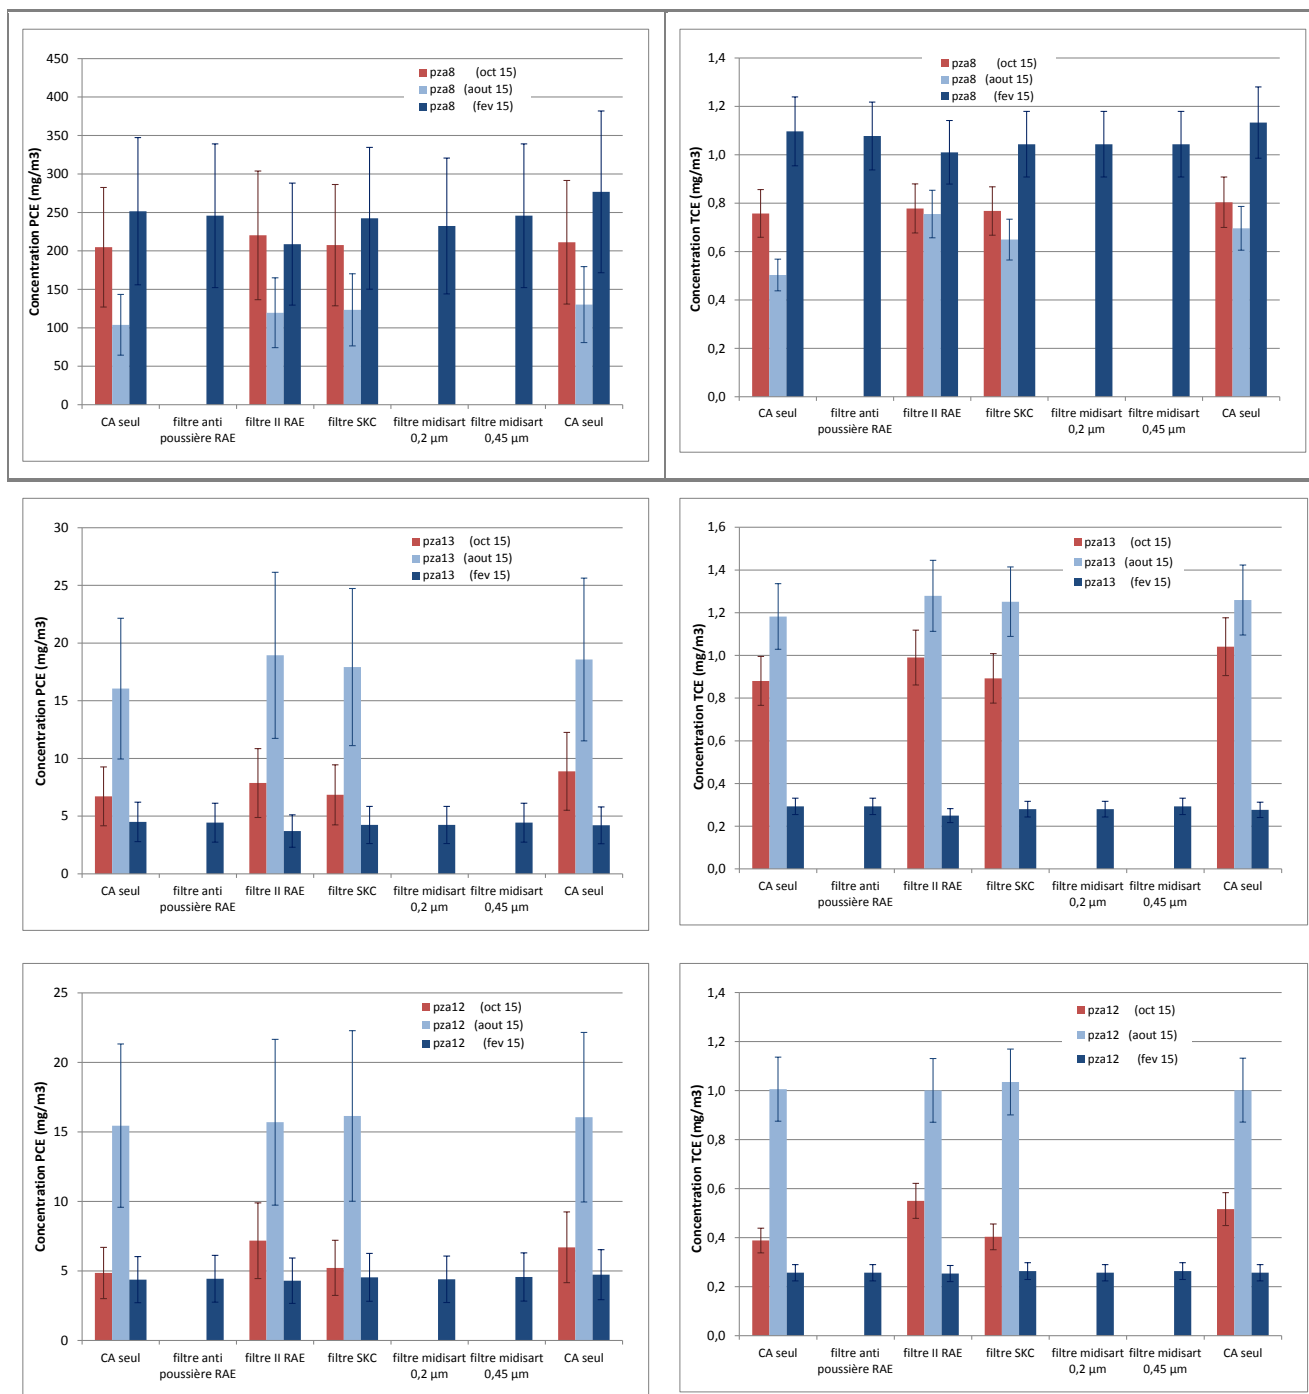 Concentration PCE (mg/m3)
450
400
350
300
250
200
150
100
50
0
pza8 (oct 15)
pza8 (aout 15)
pza8 (fev 15)
CA seul
filtre anti poussière RAE
filtre II RAE
filtre SKC
filtre midisart 0,2 µm
filtre midisart 0,45 µm
CA seul
Concentration TCE (mg/m3)
1,4
1,2
1,0
0,8
0,6
0,4
0,2
0,0
pza8 (oct 15)
pza8 (aout 15)
pza8 (fev 15)
CA seul
filtre anti poussière RAE
filtre II RAE
filtre SKC
filtre midisart 0,2 µm
filtre midisart 0,45 µm
CA seul
Concentration PCE (mg/m3)
30
25
20
15
10
5
0
pza13 (oct 15)
pza13 (aout 15)
pza13 (fev 15)
CA seul
filtre anti poussière RAE
filtre II RAE
filtre SKC
filtre midisart 0,2 µm
filtre midisart 0,45 µm
CA seul
Concentration TCE (mg/m3)
1,6
1,4
1,2
1,0
0,8
0,6
0,4
0,2
0,0
pza13 (oct 15)
pza13 (aout 15)
pza13 (fev 15)
CA seul
filtre anti poussière RAE
filtre II RAE
filtre SKC
filtre midisart 0,2 µm
filtre midisart 0,45 µm
CA seul
Concentration PCE (mg/m3)
25
20
15
10
5
0
pza12 (oct 15)
pza12 (aout 15)
pza12 (fev 15)
CA seul
filtre anti poussière RAE
filtre II RAE
filtre SKC
filtre midisart 0,2 µm
filtre midisart 0,45 µm
CA seul
Concentration TCE (mg/m3)
1,4
1,2
1,0
0,8
0,6
0,4
0,2
0,0
pza12 (oct 15)
pza12 (aout 15)
pza12 (fev 15)
CA seul
filtre anti poussière RAE
filtre II RAE
filtre SKC
filtre midisart 0,2 µm
filtre midisart 0,45 µm
CA seul